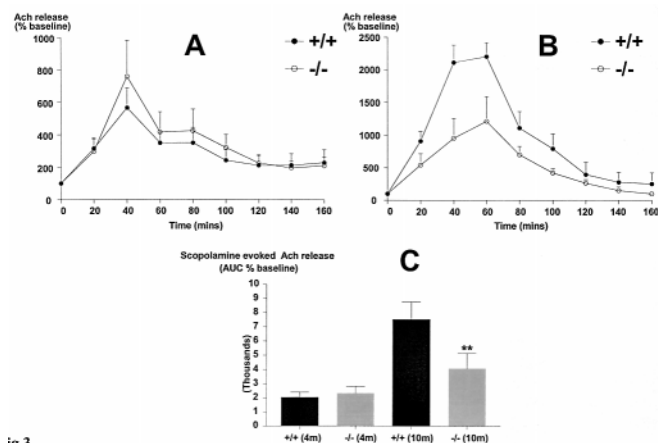 Ach release
(% baseline)
A
+/+
-/-
1000
800
600
400
200
0
0 20 40 60 80 100 120 140 160
Time (mins)
Ach release
(% baseline)
B
+/+
-/-
2500
2000
1500
1000
500
0
0 20 40 60 80 100 120 140 160
Time (mins)
Scopolamine evoked Ach release
(AUC % baseline)
C
(Thousands)
10
9
8
7
6
5
4
3
2
1
0
**
+/+ (4m) -/- (4m) +/+ (10m) -/- (10m)